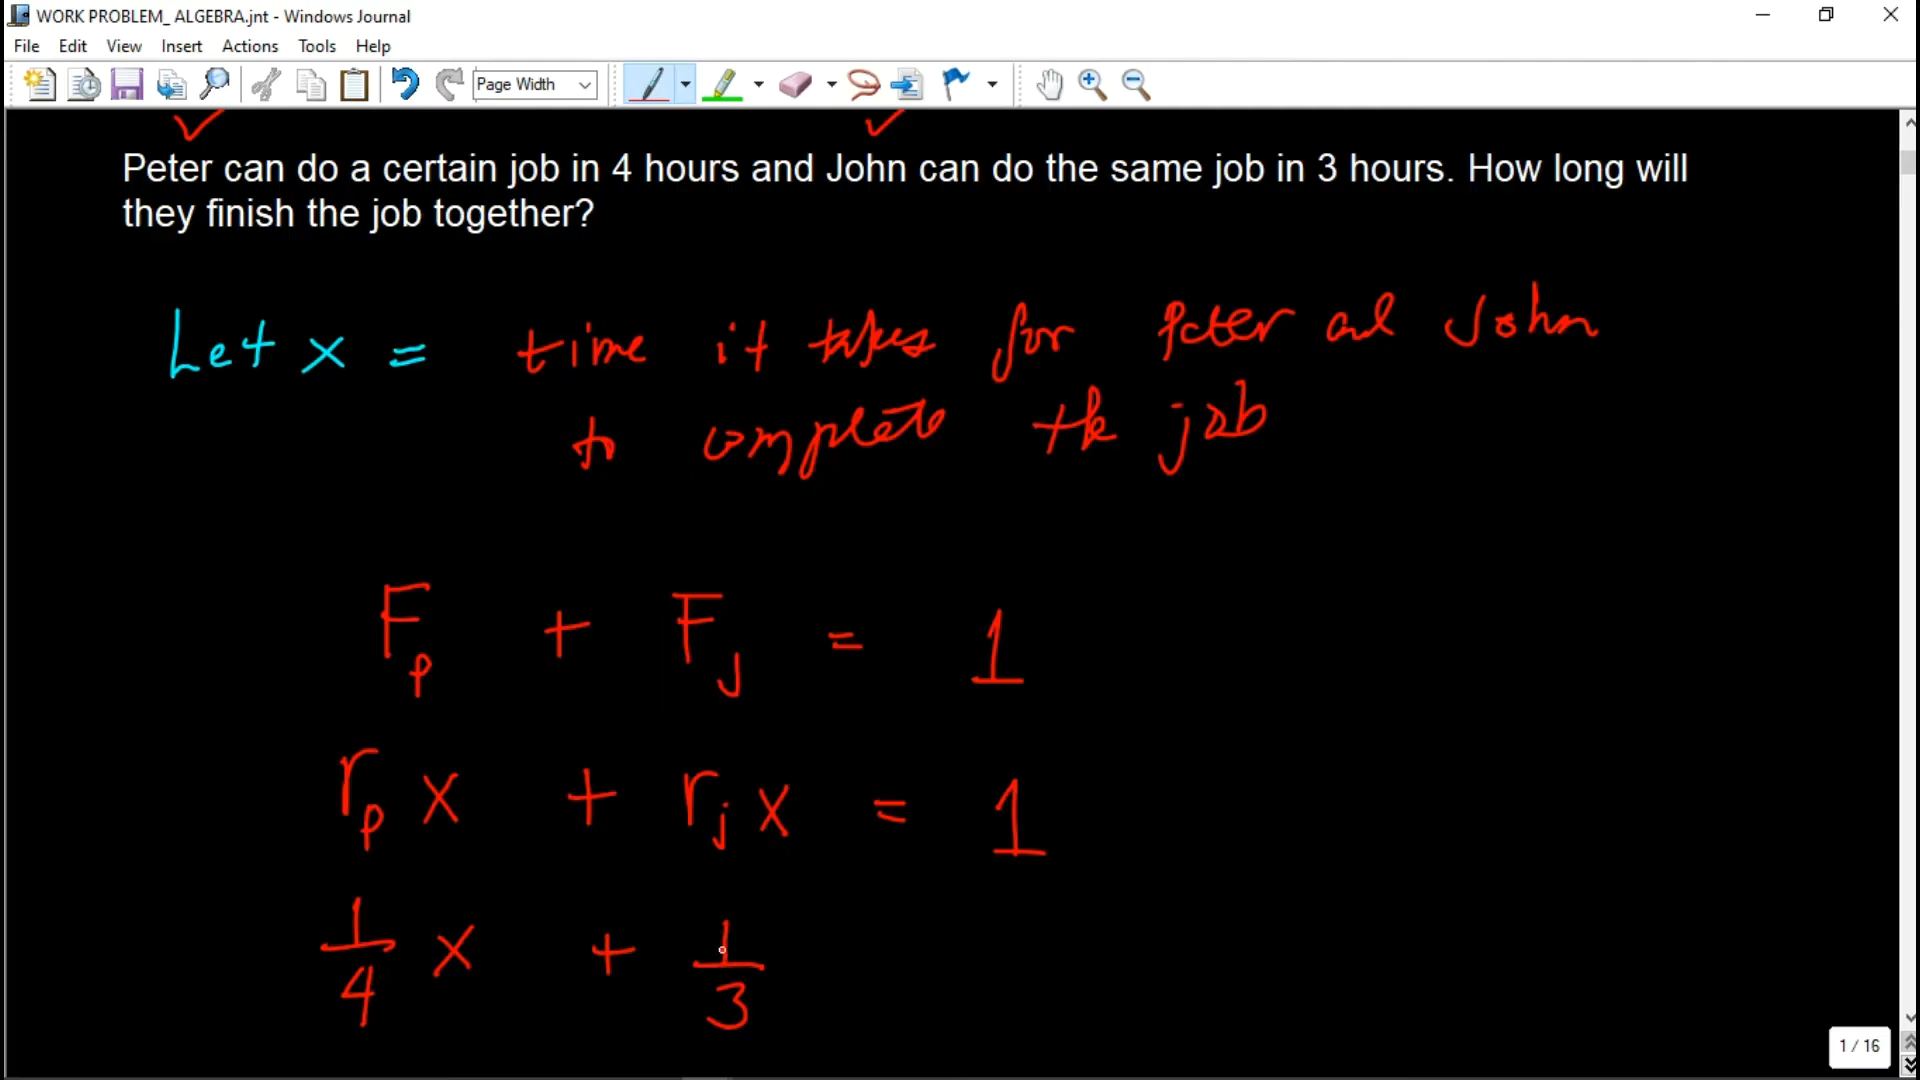 WORK PROBLEM_ ALGEBRA.jnt - Windows Journal
File Edit View Insert Actions Tools Help
Page Width
Peter can do a certain job in 4 hours and John can do the same job in 3 hours. How long will
they finish the job together?
Let x = time it takes for Peter and John
to complete the job
Fp + Fj = 1
rp x + rj x = 1
1/4 x + 1/3
1 / 16